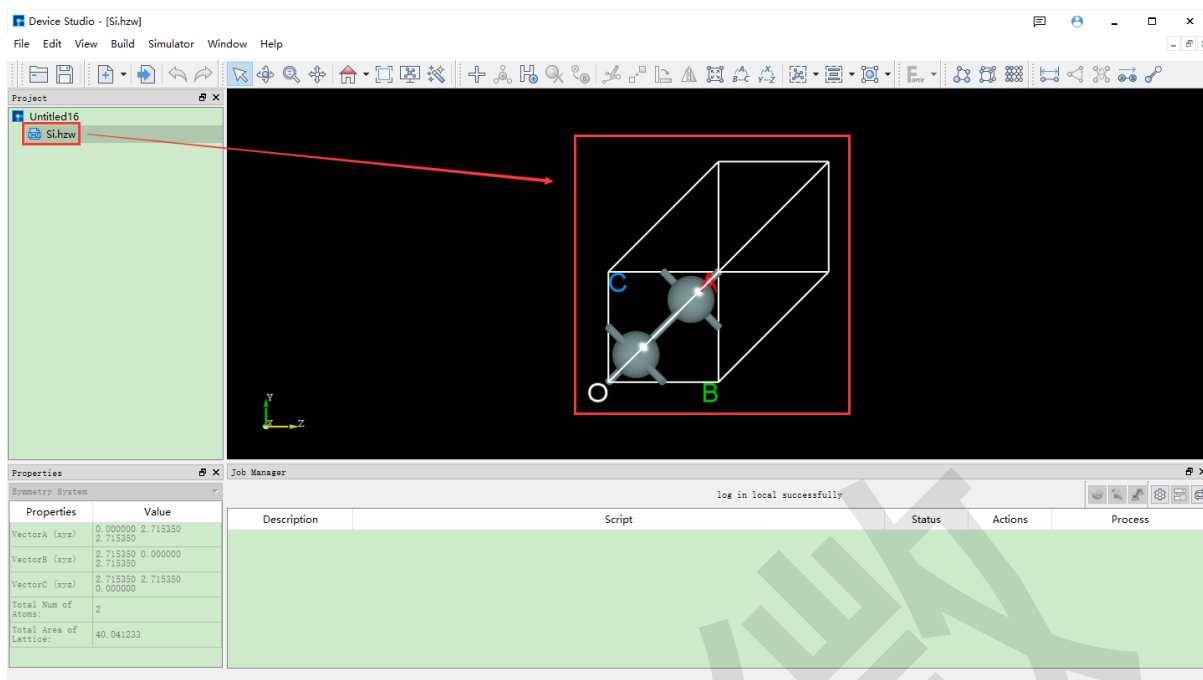 Device Studio - [Si.hzw]
File Edit View Build Simulator Window Help
Project
Untitled16
Si.hzw
C
A
O
B
Y
X
Z
Properties
Symmetry System
Properties Value
VectorA (xyz) 0.000000 2.715350
2.715350
VectorB (xyz) 2.715350 0.000000
2.715350
VectorC (xyz) 2.715350 2.715350
0.000000
Total Num of
Atoms: 2
Total Area of
Lattice: 40.041233
Job Manager
log in local successfully
Description Script Status Actions Process